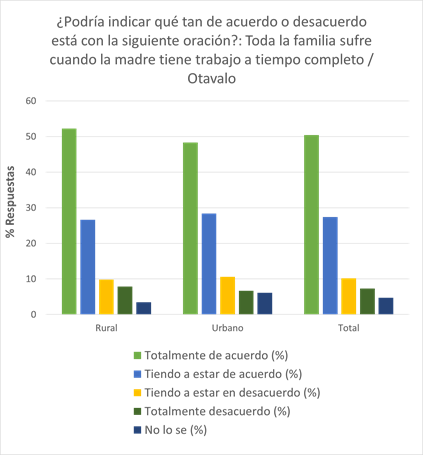 ¿Podría indicar qué tan de acuerdo o desacuerdo
está con la siguiente oración?: Toda la familia sufre
cuando la madre tiene trabajo a tiempo completo /
Otavalo
% Respuestas
60
50
40
30
20
10
0
Rural
Urbano
Total
Totalmente de acuerdo (%)
Tiendo a estar de acuerdo (%)
Tiendo a estar en desacuerdo (%)
Totalmente desacuerdo (%)
No lo se (%)